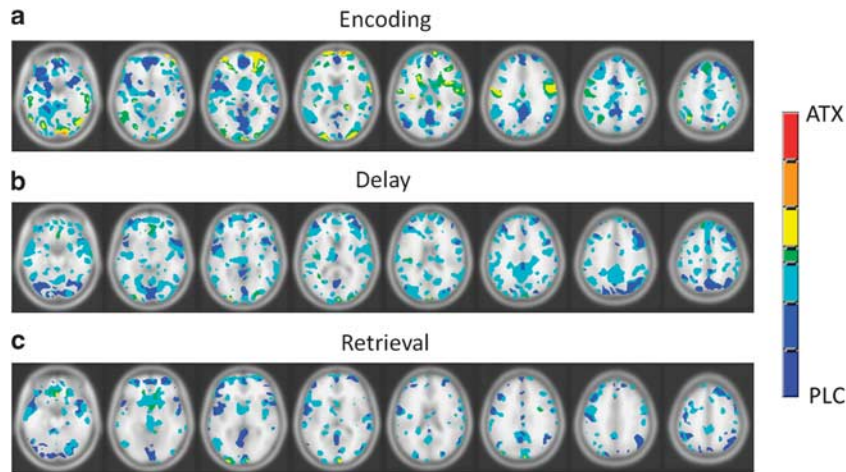 a
Encoding
ATX
b
Delay
c
Retrieval
PLC